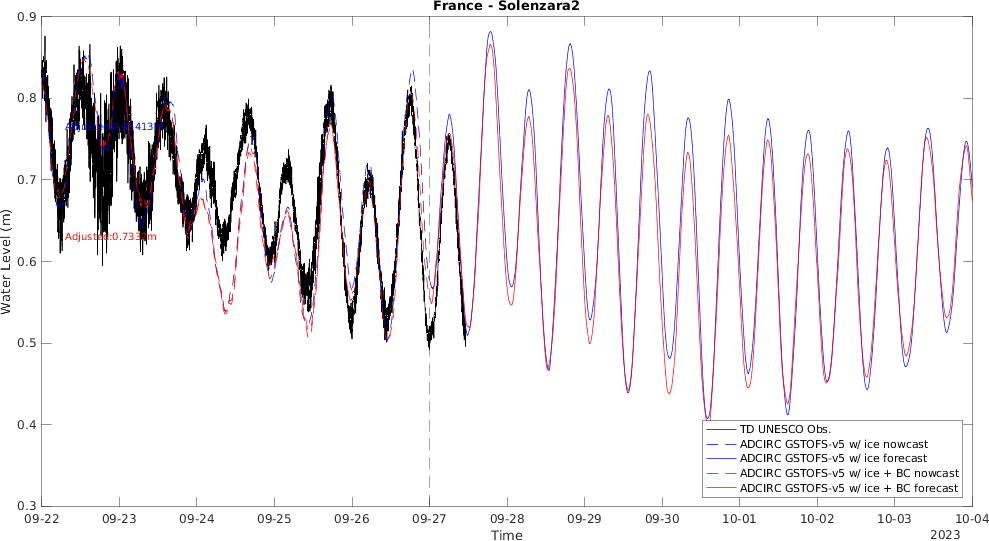 France - Solenzara2
Water Level (m)
0.9
0.8
0.7
0.6
0.5
0.4
0.3
Adjusted:0.7332m
TD UNESCO Obs.
ADCIRC GSTOFS-v5 w/ ice nowcast
ADCIRC GSTOFS-v5 w/ ice forecast
ADCIRC GSTOFS-v5 w/ ice + BC nowcast
ADCIRC GSTOFS-v5 w/ ice + BC forecast
09-22 09-23 09-24 09-25 09-26 09-27 09-28 09-29 09-30 10-01 10-02 10-03 10-04
Time
2023